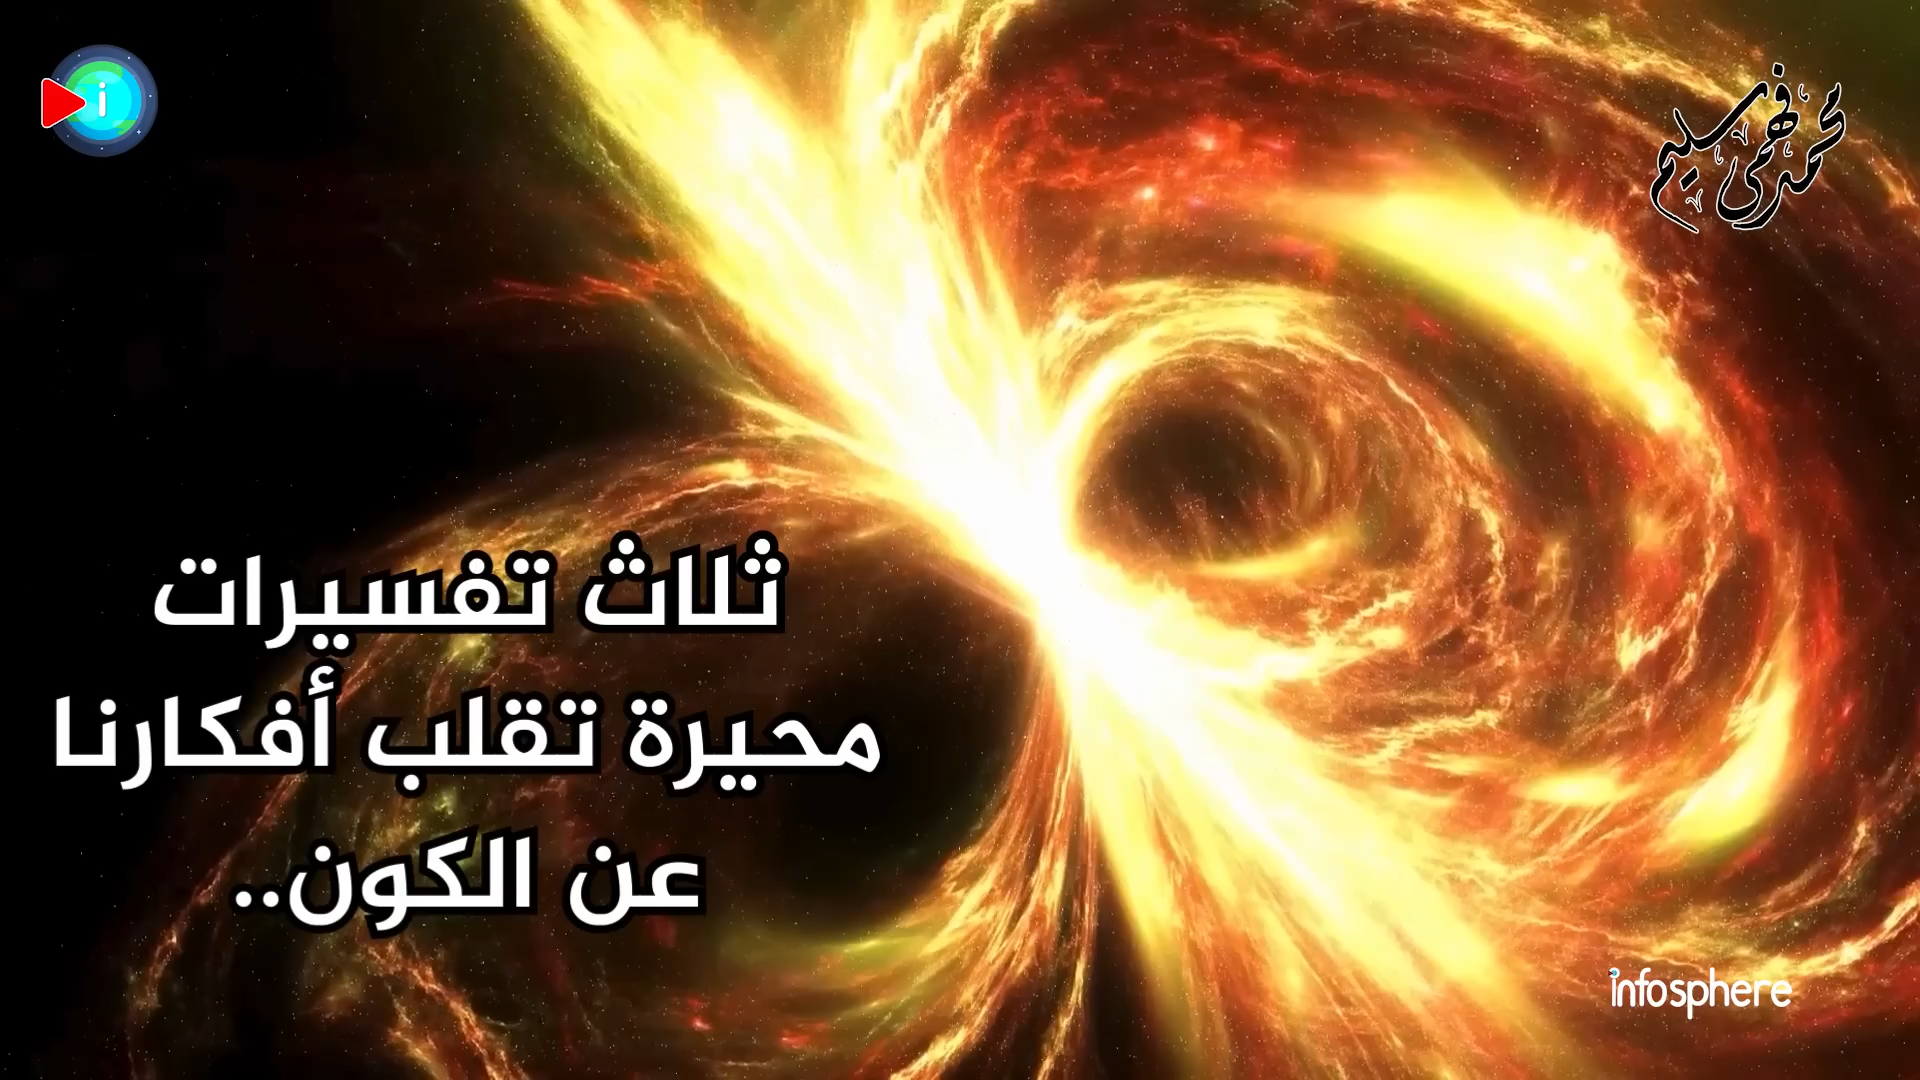 i
محمد فهمي سليم
ثلاث تفسيرات
محيرة تقلب أفكارنا
عن الكون..
infosphere